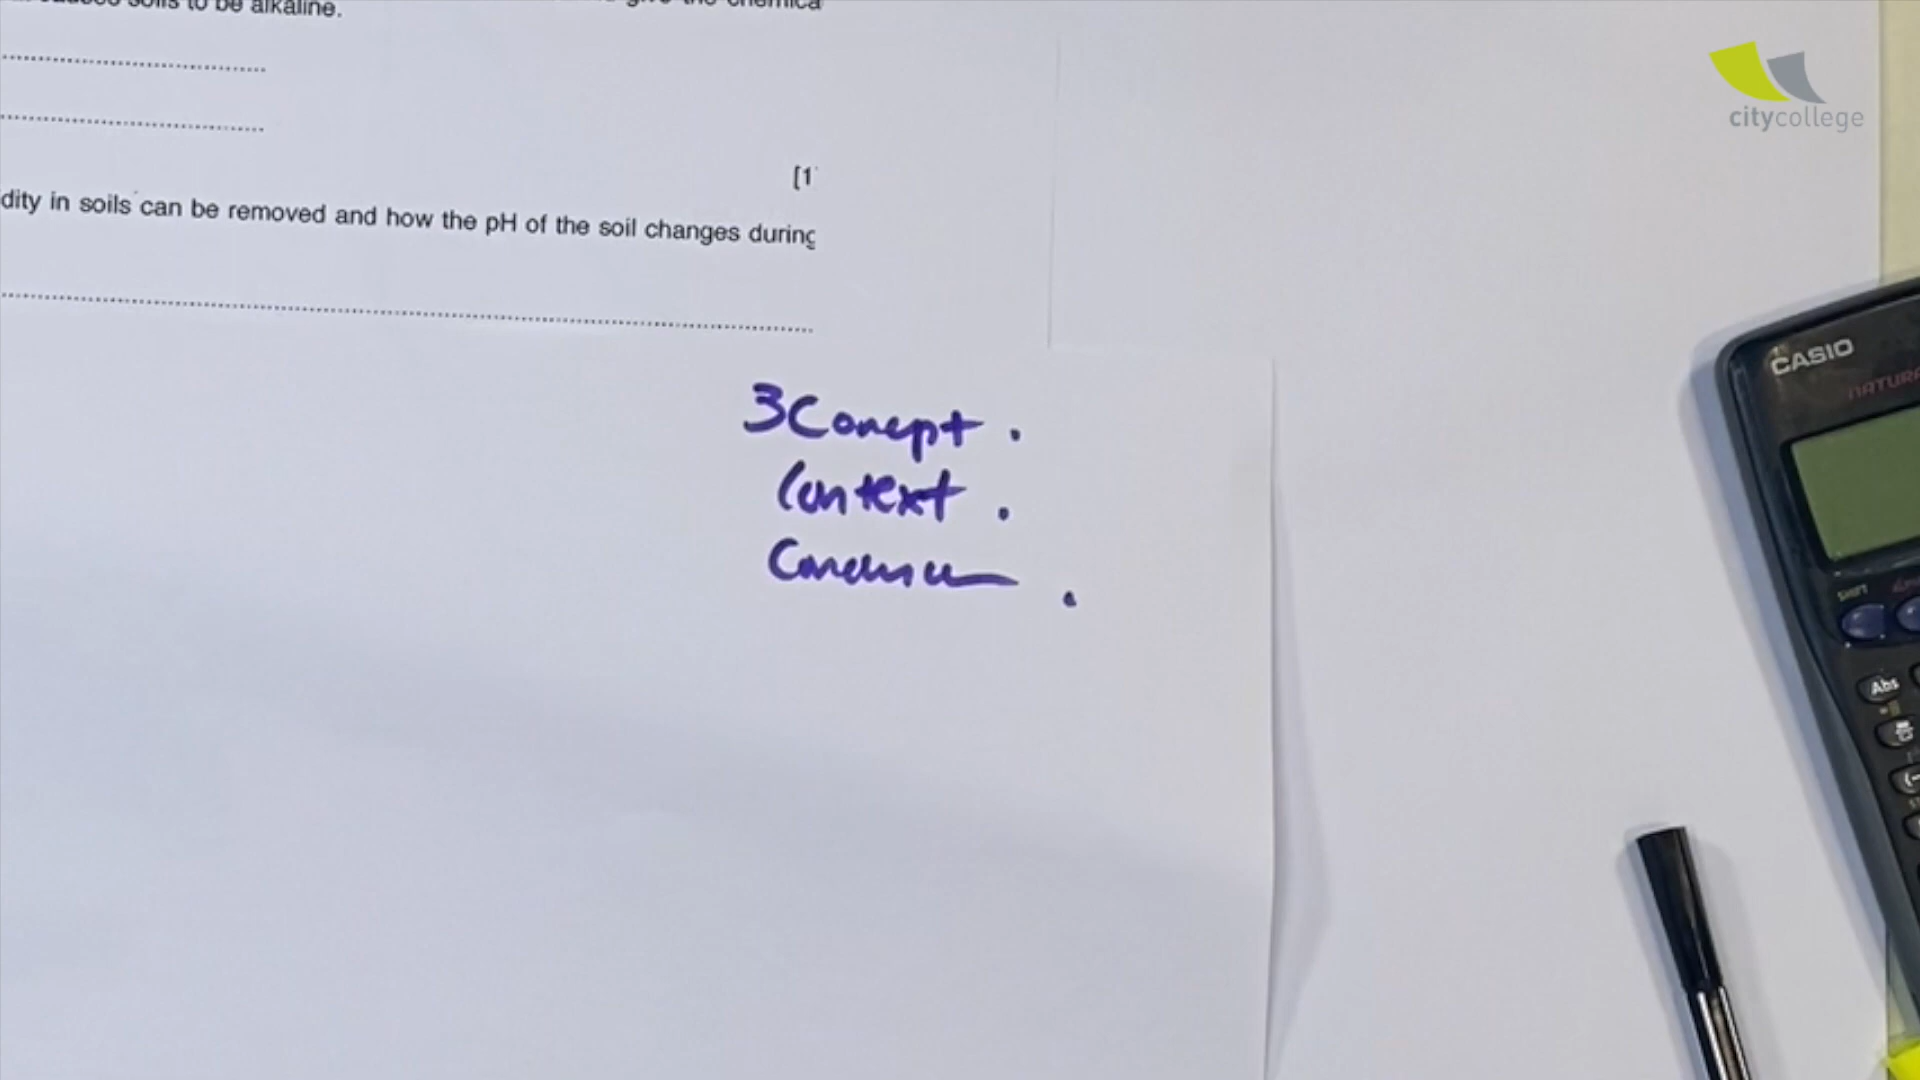 soils to be alkaline.
citycollege
[1
dity in soils can be removed and how the pH of the soil changes during
CASIO
3Concept.
Context.
SHIFT
Abs